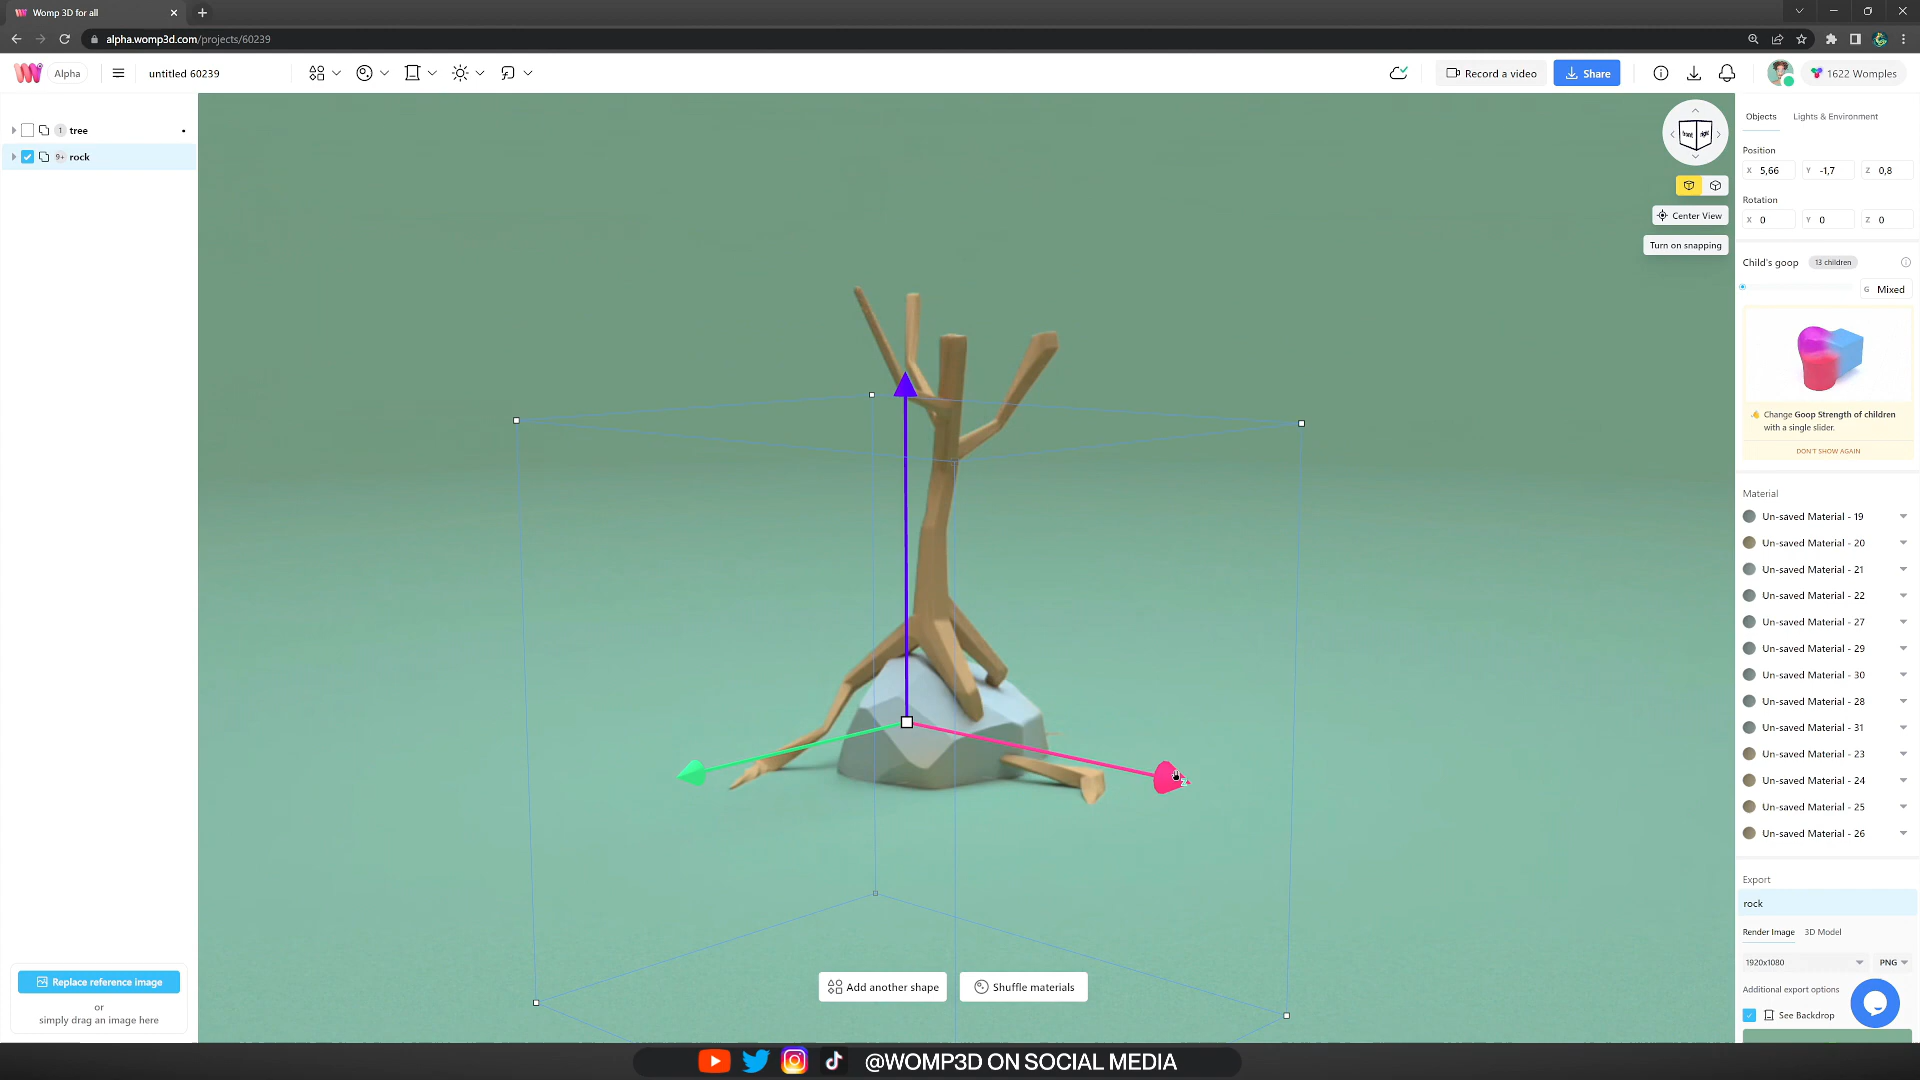 Womp 3D for all
alpha.womp3d.com/projects/60239
Alpha
untitled 60239
Record a video
Share
1622 Womples
1 tree
9+ rock
front right
Center View
Turn on snapping
Objects Lights & Environment
Position
X 5,66 Y -1,7 Z 0,8
Rotation
X 0 Y 0 Z 0
Child's goop 13 children
G Mixed
Change Goop Strength of children
with a single slider.
DON'T SHOW AGAIN
Material
Un-saved Material - 19
Un-saved Material - 20
Un-saved Material - 21
Un-saved Material - 22
Un-saved Material - 27
Un-saved Material - 29
Un-saved Material - 30
Un-saved Material - 28
Un-saved Material - 31
Un-saved Material - 23
Un-saved Material - 24
Un-saved Material - 25
Un-saved Material - 26
Export
rock
Render Image 3D Model
1920x1080 PNG
Additional export options
See Backdrop
Replace reference image
or
simply drag an image here
Add another shape
Shuffle materials
@WOMP3D ON SOCIAL MEDIA